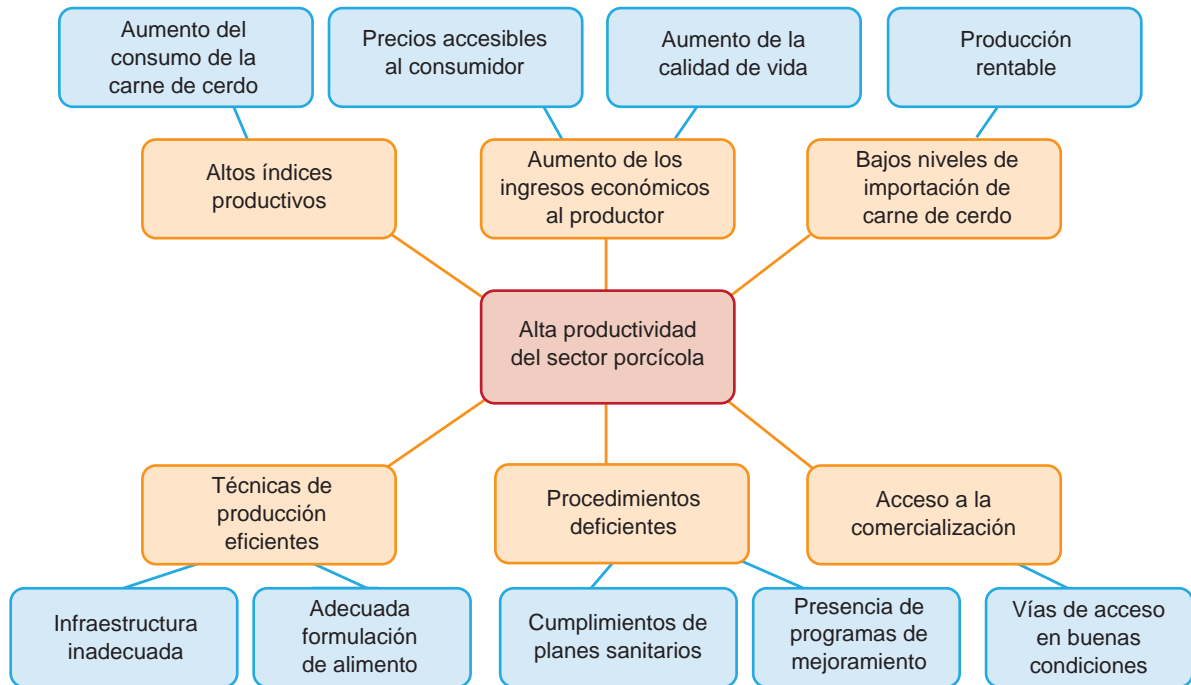 Aumento del
consumo de la
carne de cerdo
Precios accesibles
al consumidor
Aumento de la
calidad de vida
Producción
rentable
Altos índices
productivos
Aumento de los
ingresos económicos
al productor
Bajos niveles de
importación de
carne de cerdo
Alta productividad
del sector porcícola
Técnicas de
producción
eficientes
Procedimientos
deficientes
Acceso a la
comercialización
Infraestructura
inadecuada
Adecuada
formulación
de alimento
Cumplimientos de
planes sanitarios
Presencia de
programas de
mejoramiento
Vías de acceso
en buenas
condiciones